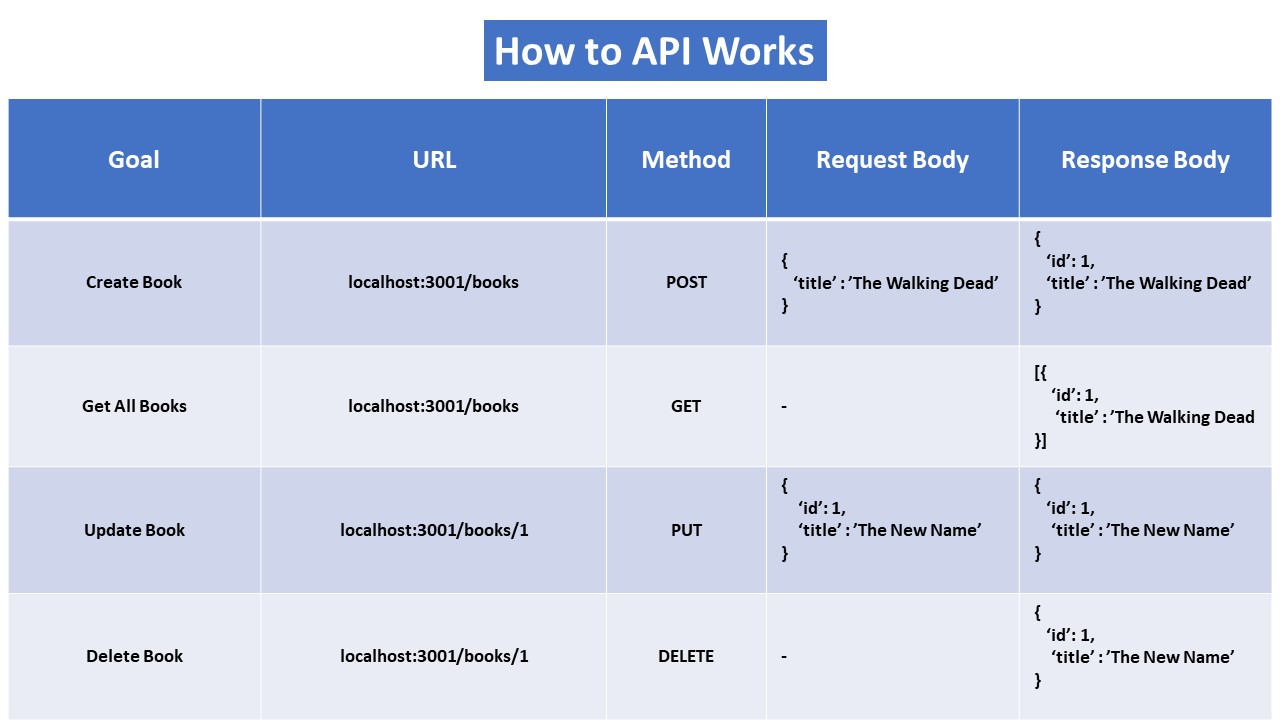 How to API Works
Goal
URL
Method
Request Body
Response Body
Create Book
localhost:3001/books
POST
{
‘title’ : ’The Walking Dead’
}
{
‘id’: 1,
‘title’ : ’The Walking Dead’
}
Get All Books
localhost:3001/books
GET
-
[{
‘id’: 1,
‘title’ : ’The Walking Dead
}]
Update Book
localhost:3001/books/1
PUT
{
‘id’: 1,
‘title’ : ’The New Name’
}
{
‘id’: 1,
‘title’ : ’The New Name’
}
Delete Book
localhost:3001/books/1
DELETE
-
{
‘id’: 1,
‘title’ : ’The New Name’
}